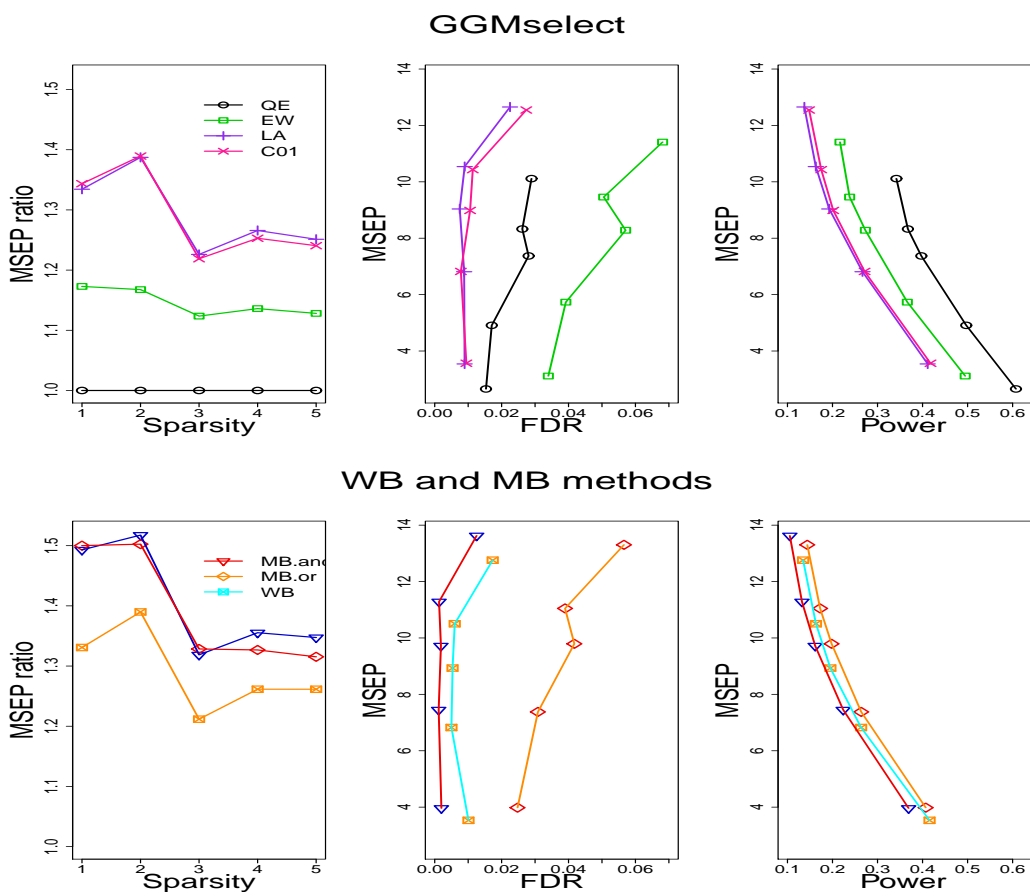 GGMselect
MSEP ratio
1.0 1.1 1.2 1.3 1.4 1.5
QE
EW
LA
C01
1 2 3 4 5
Sparsity
MSEP
4 6 8 10 12 14
0.00 0.02 0.04 0.06
FDR
MSEP
4 6 8 10 12 14
0.1 0.2 0.3 0.4 0.5 0.6
Power
WB and MB methods
MSEP ratio
1.0 1.1 1.2 1.3 1.4 1.5
MB.and
MB.or
WB
1 2 3 4 5
Sparsity
MSEP
4 6 8 10 12 14
0.00 0.02 0.04 0.06
FDR
MSEP
4 6 8 10 12 14
0.1 0.2 0.3 0.4 0.5 0.6
Power